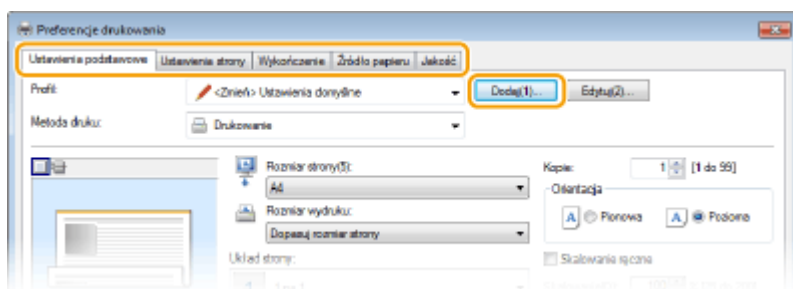 Preferencje drukowania
Ustawienia podstawowe Ustawienia strony Wykończenie Źródło papieru Jakość
Profil: <Zmień> Ustawienia domyślne Dodaj(1)... Edytuj(2)...
Metoda druku: Drukowanie
Rozmiar strony(5): Kopie: 1 [1 do 99]
A4 Orientacja
Rozmiar wydruku: A Pionowa A Pozioma
Dopasuj rozmiar strony
Układ strony: Skalowanie ręczne